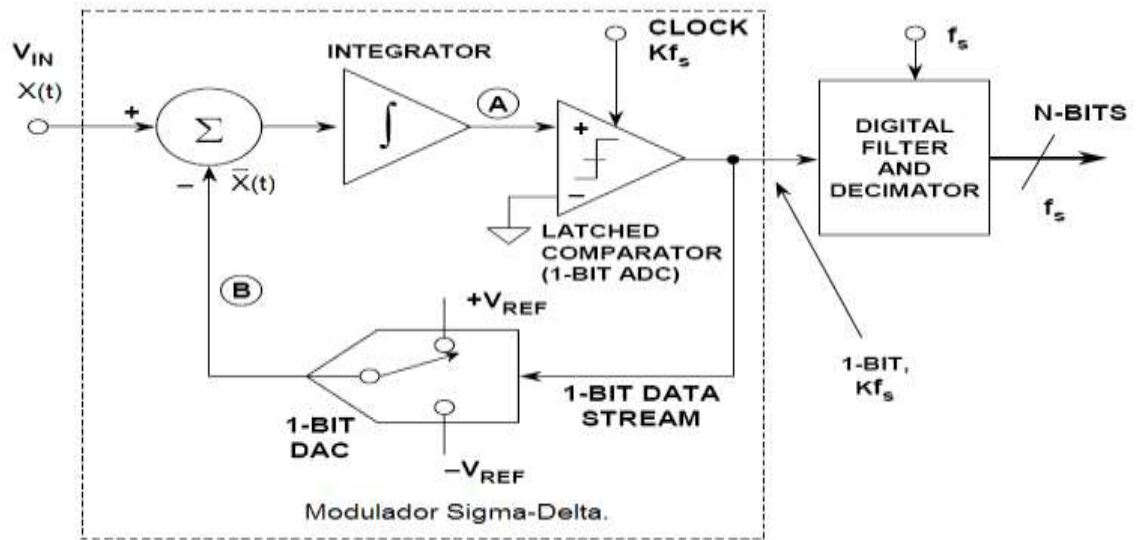 V_IN
X(t)
+
Σ
−
X̄(t)
INTEGRATOR
∫
A
CLOCK
Kf_s
+
−
LATCHED
COMPARATOR
(1-BIT ADC)
f_s
DIGITAL
FILTER
AND
DECIMATOR
N-BITS
f_s
B
+V_REF
1-BIT
DAC
−V_REF
1-BIT DATA
STREAM
1-BIT,
Kf_s
Modulador Sigma-Delta.